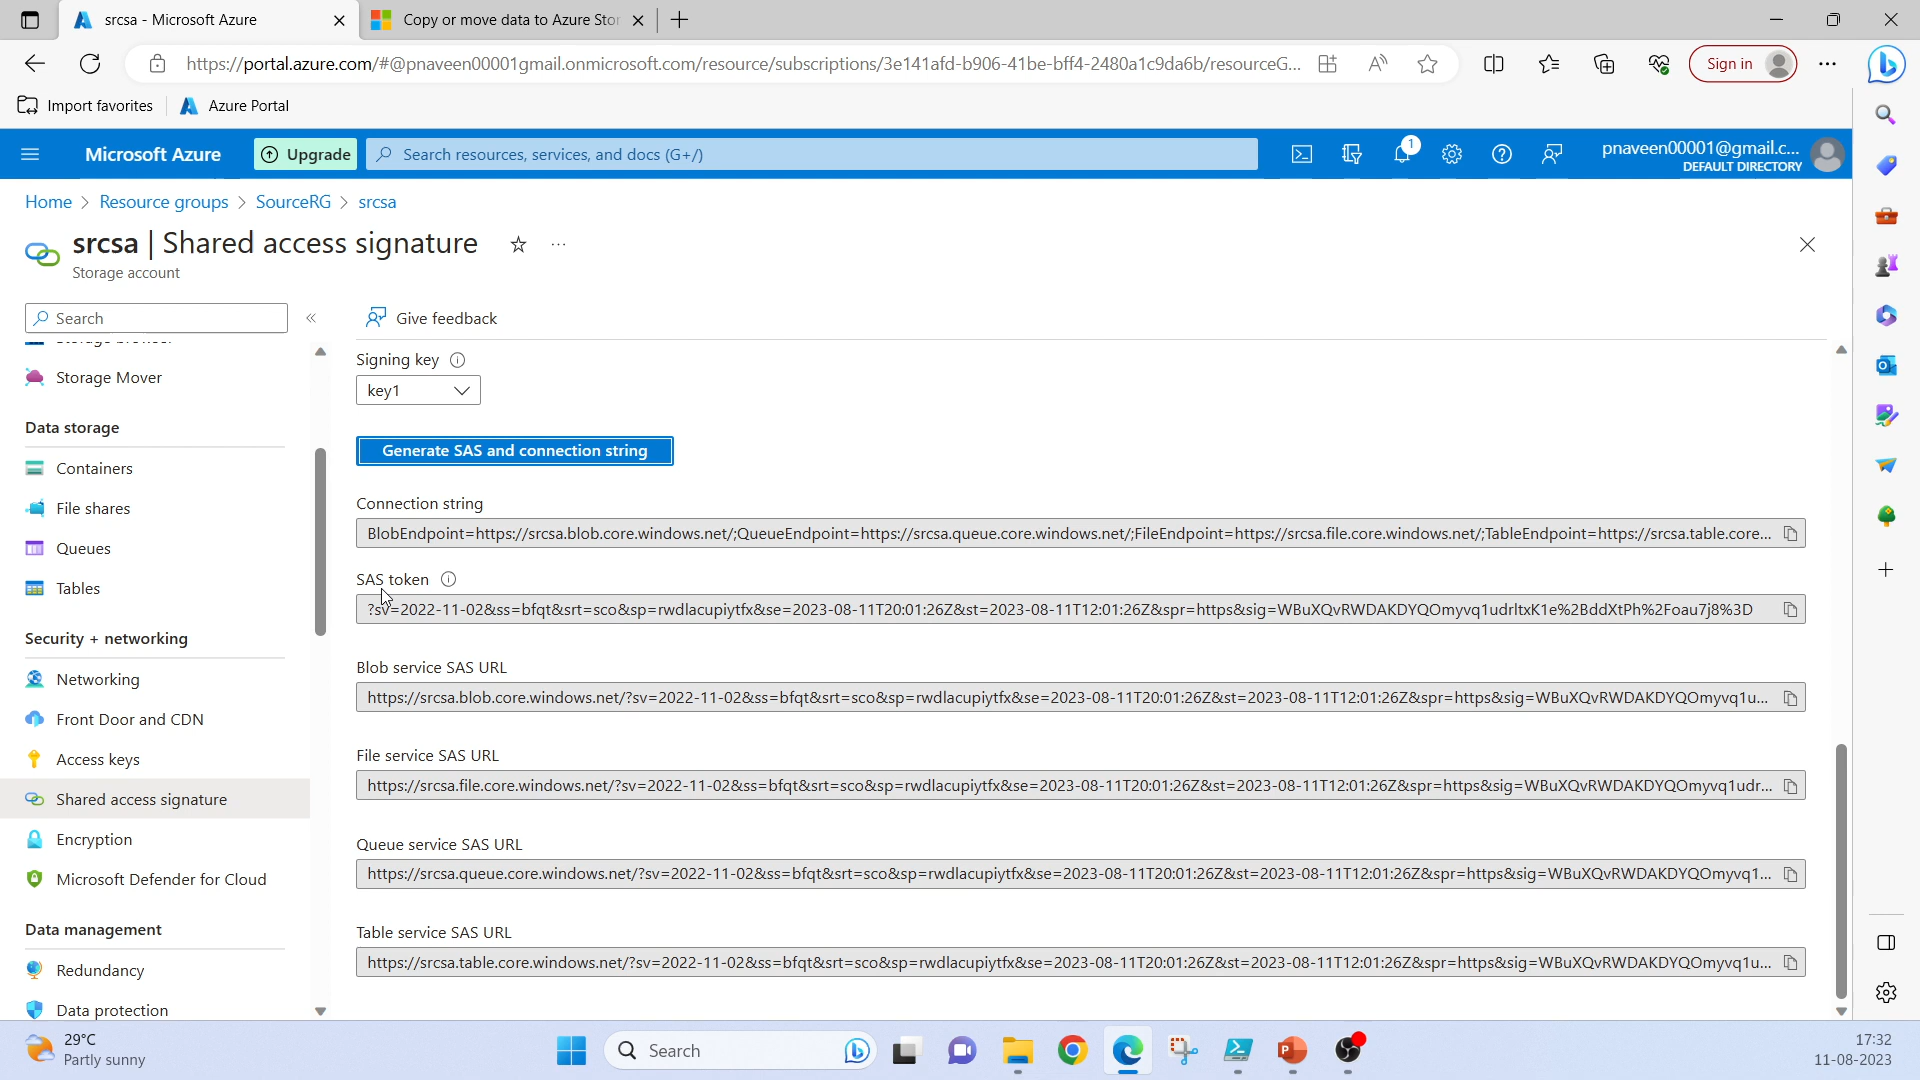 srcsa - Microsoft Azure
Copy or move data to Azure Sto
https://portal.azure.com/#@pnaveen00001gmail.onmicrosoft.com/resource/subscriptions/3e141afd-b906-41be-bff4-2480a1c9da6b/resourceG...
Sign in
Import favorites
Azure Portal
Microsoft Azure
Upgrade
Search resources, services, and docs (G+/)
1
pnaveen00001@gmail.c...
DEFAULT DIRECTORY
Home > Resource groups > SourceRG > srcsa
srcsa | Shared access signature
Storage account
Search
Give feedback
Storage Mover
Data storage
Containers
File shares
Queues
Tables
Security + networking
Networking
Front Door and CDN
Access keys
Shared access signature
Encryption
Microsoft Defender for Cloud
Data management
Redundancy
Data protection
Signing key
key1
Generate SAS and connection string
Connection string
BlobEndpoint=https://srcsa.blob.core.windows.net/;QueueEndpoint=https://srcsa.queue.core.windows.net/;FileEndpoint=https://srcsa.file.core.windows.net/;TableEndpoint=https://srcsa.table.core...
SAS token
?sv=2022-11-02&ss=bfqt&srt=sco&sp=rwdlacupiytfx&se=2023-08-11T20:01:26Z&st=2023-08-11T12:01:26Z&spr=https&sig=WBuXQvRWDAKDYQOmyvq1udrltxK1e%2BddXtPh%2Foau7j8%3D
Blob service SAS URL
https://srcsa.blob.core.windows.net/?sv=2022-11-02&ss=bfqt&srt=sco&sp=rwdlacupiytfx&se=2023-08-11T20:01:26Z&st=2023-08-11T12:01:26Z&spr=https&sig=WBuXQvRWDAKDYQOmyvq1u...
File service SAS URL
https://srcsa.file.core.windows.net/?sv=2022-11-02&ss=bfqt&srt=sco&sp=rwdlacupiytfx&se=2023-08-11T20:01:26Z&st=2023-08-11T12:01:26Z&spr=https&sig=WBuXQvRWDAKDYQOmyvq1udr...
Queue service SAS URL
https://srcsa.queue.core.windows.net/?sv=2022-11-02&ss=bfqt&srt=sco&sp=rwdlacupiytfx&se=2023-08-11T20:01:26Z&st=2023-08-11T12:01:26Z&spr=https&sig=WBuXQvRWDAKDYQOmyvq1...
Table service SAS URL
https://srcsa.table.core.windows.net/?sv=2022-11-02&ss=bfqt&srt=sco&sp=rwdlacupiytfx&se=2023-08-11T20:01:26Z&st=2023-08-11T12:01:26Z&spr=https&sig=WBuXQvRWDAKDYQOmyvq1u...
29°C
Partly sunny
Search
17:32
11-08-2023